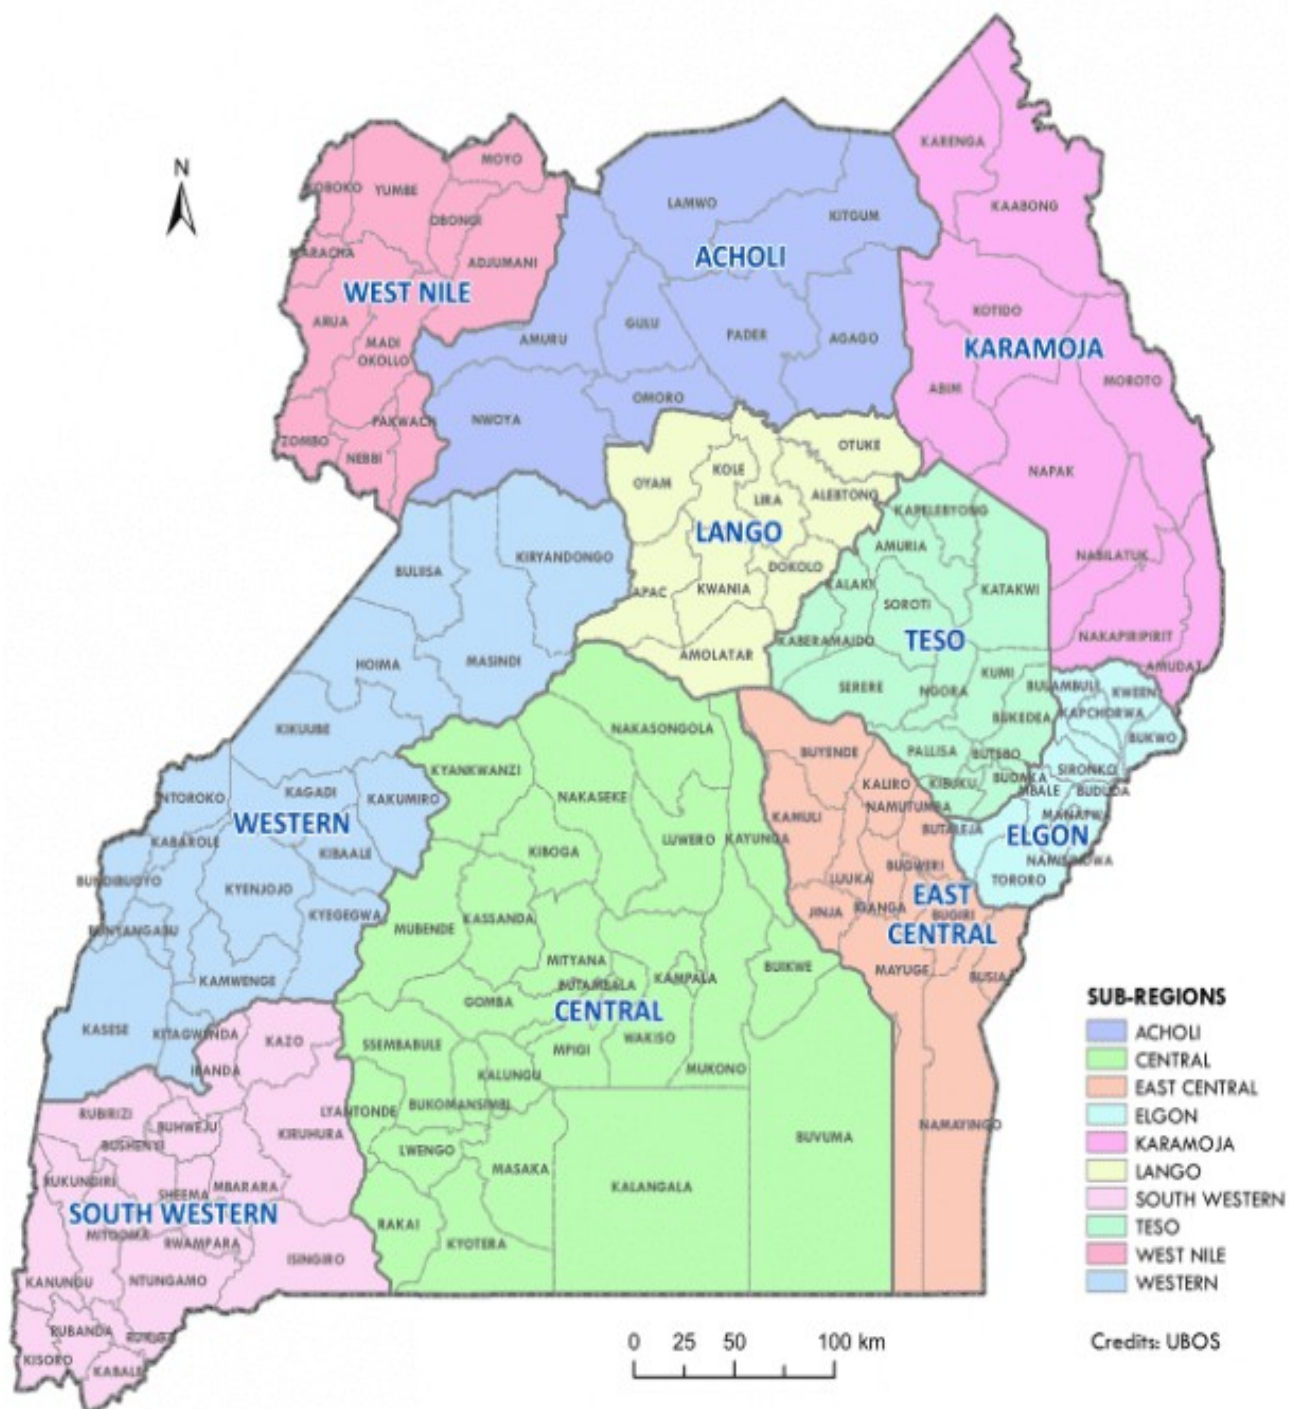 KARENGA
MOYO
KOBOKO
YUMBE
KAABONG
LAMWO
KITGUM
OBONGI
N
MARACHA
ACHOLI
ADJUMANI
WEST NILE
KOTIDO
ARUA
GULU
AMURU
PADER
AGAGO
MADI
OKOLLO
KARAMOJA
MOROTO
ABIM
OMORO
PAKWACH
NWOYA
ZOMBO
OTUKE
NEBBI
KOLE
NAPAK
OYAM
LIRA
ALEBTONG
KAPELEBYONG
LANGO
AMURIA
NABILATUK
KIRYANDONGO
BULIISA
DOKOLO
KALAKI
KATAKWI
APAC
KWANIA
SOROTI
TESO
NAKAPIRIPIRIT
KABERAMAIDO
AMOLATAR
HOIMA
MASINDI
AMUDAT
KUMI
SERERE
NGORA
BULAMBULI
KWEEN
KAPCHORWA
BUKEDEA
KIKUUBE
NAKASONGOLA
BUKWO
BUYENDE
PALLISA
BUTEBO
KYANKWANZI
SIRONKO
BUDAKA
KIBUKU
KALIRO
MBALE
BUDUDA
NTOROKO
KAGADI
KAKUMIRO
NAKASEKE
NAMUTUMBA
KAMULI
MANAFWA
WESTERN
BUTALEJA
ELGON
KABAROLE
LUWERO
KAYUNGA
KIBAALE
KIBOGA
NAMISINDWA
BUGWERI
BUNDIBUGYO
LUUKA
TORORO
KYENJOJO
EAST
CENTRAL
KYEGEGWA
KASSANDA
JINJA
IGANGA
BUGIRI
BUNYANGABU
MUBENDE
MITYANA
BUIKWE
MAYUGE
BUSIA
KAMWENGE
BUTAMBALA
KAMPALA
GOMBA
CENTRAL
KASESE
KITAGWENDA
KAZO
SSEMBABULE
WAKISO
MPIGI
IBANDA
KALUNGU
MUKONO
RUBIRIZI
LYANTONDE
BUKOMANSIMBI
BUHWEJU
KIRUHURA
NAMAYINGO
BUSHENYI
LWENGO
BUVUMA
MASAKA
RUKUNGIRI
MBARARA
KALANGALA
SHEEMA
SOUTH WESTERN
RAKAI
MITOOMA
RWAMPARA
KYOTERA
ISINGIRO
KANUNGU
NTUNGAMO
RUBANDA
KISORO
KABALE
SUB-REGIONS
ACHOLI
CENTRAL
EAST CENTRAL
ELGON
KARAMOJA
LANGO
SOUTH WESTERN
TESO
WEST NILE
WESTERN
0 25 50 100 km
Credits: UBOS